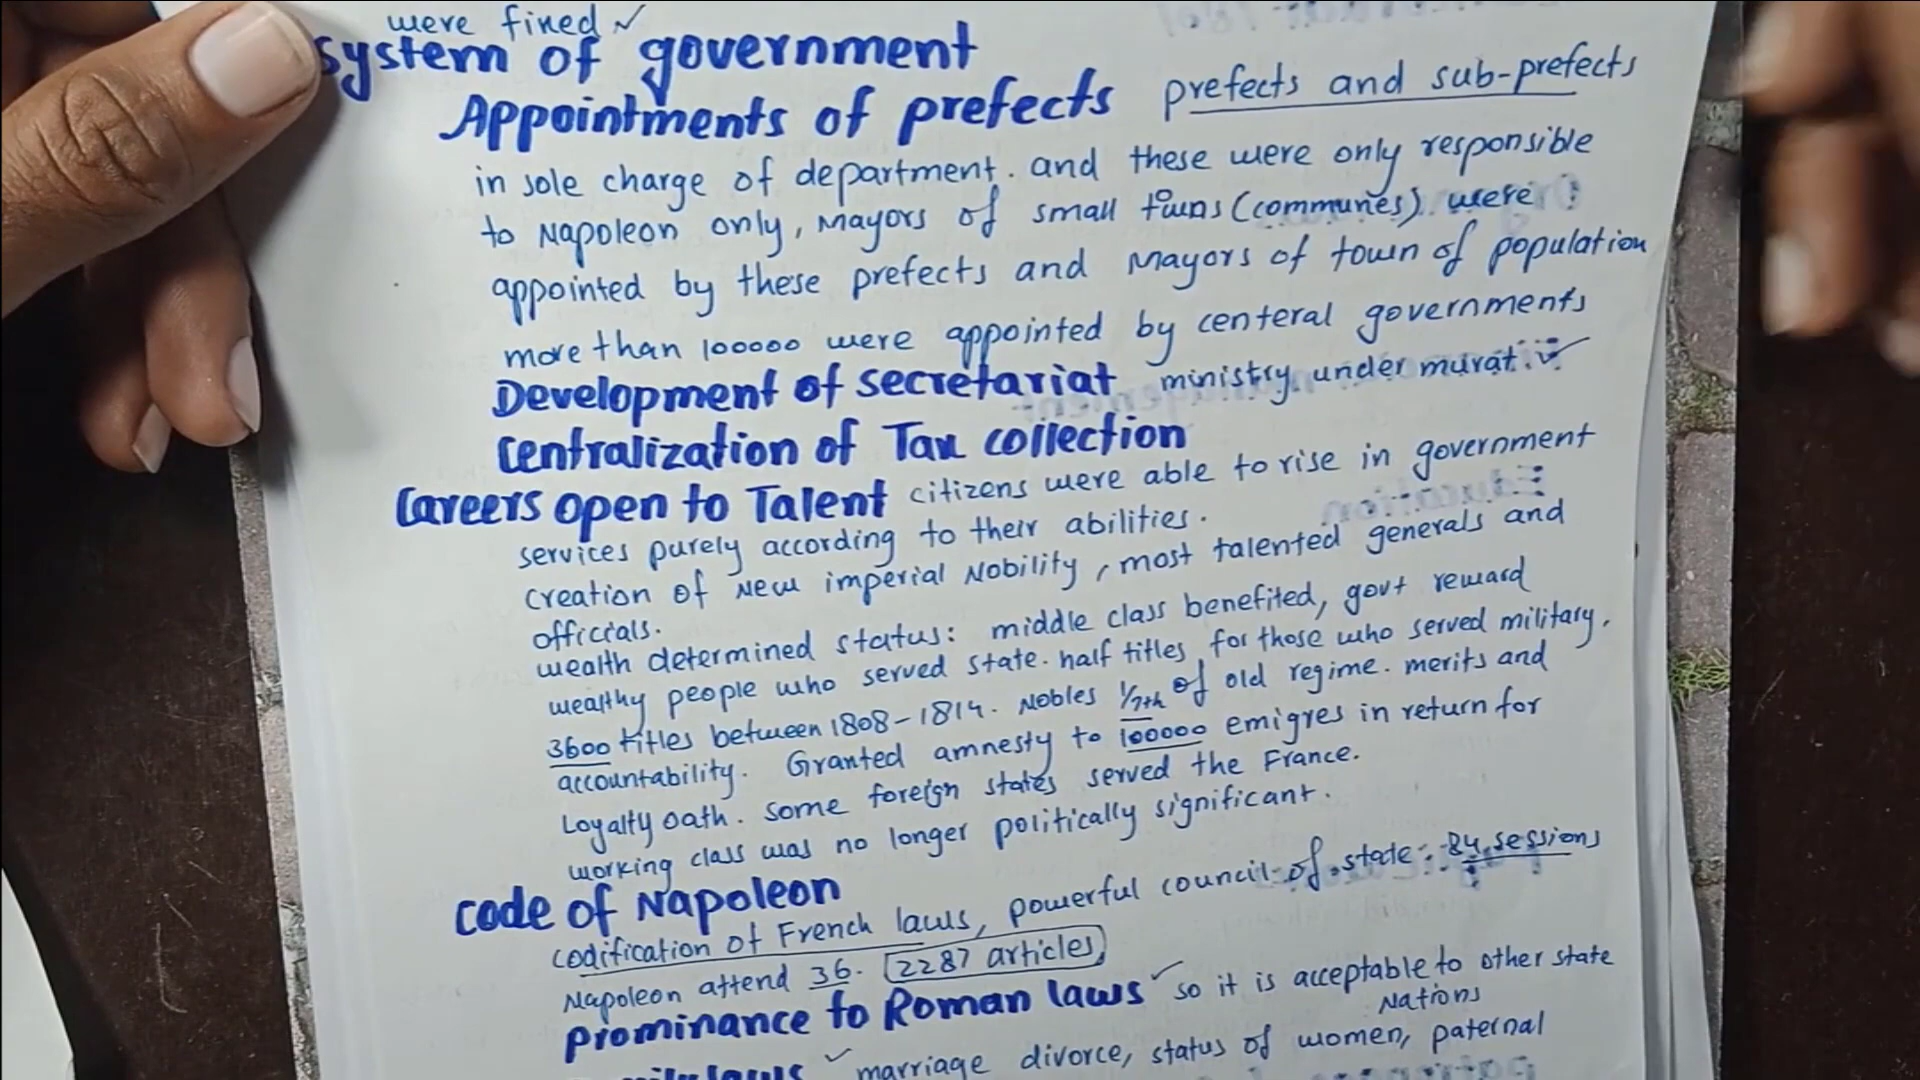 were fined ✓
system of government
Appointments of prefects prefects and sub-prefects
in sole charge of department. and these were only responsible
to Napoleon only, Mayors of small towns (communes) were
appointed by these prefects and Mayors of town of population
more than 100000 were appointed by centeral governments
Development of secretariat ministry under murat. ✓
centralization of Tax collection
Careers open to Talent citizens were able to rise in government
services purely according to their abilities.
creation of New imperial Nobility, most talented generals and
officials.
wealth determined status: middle class benefited, govt reward
wealthy people who served state. half titles for those who served military.
3600 titles between 1808-1814. Nobles 1/7th of old regime. merits and
accountability. Granted amnesty to 100000 emigres in return for
Loyalty oath. some foreign states served the France.
working class was no longer politically significant.
code of Napoleon
codification of French laws, powerful council of state: 84 sessions
Napoleon attend 36. 2287 articles
prominance to Roman laws ✓ so it is acceptable to other state
Nations
✓ marriage divorce, status of women, paternal